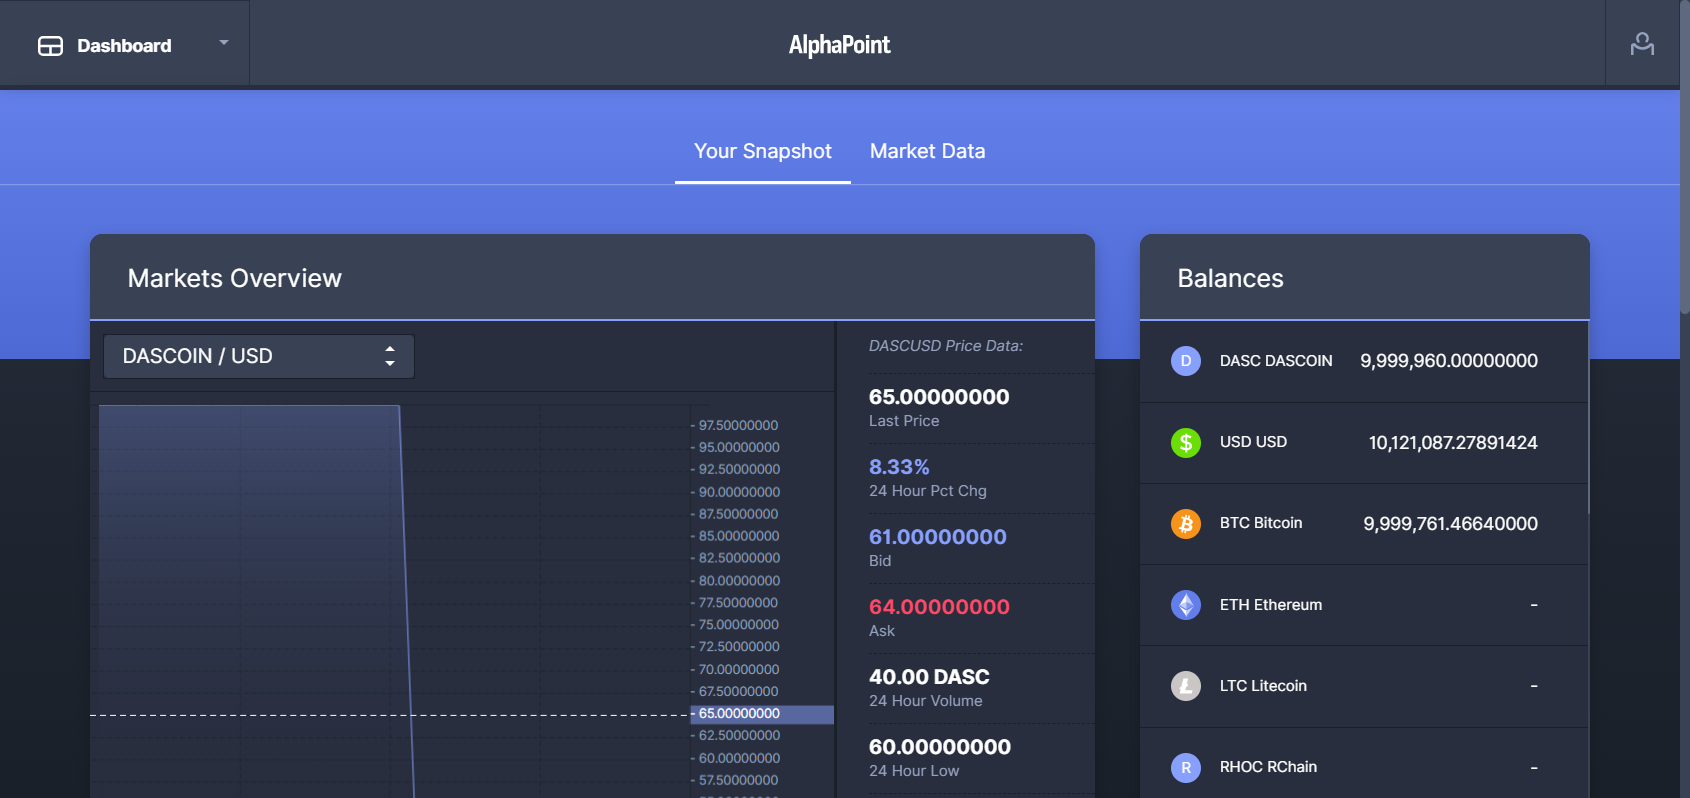 Dashboard
AlphaPoint
Your Snapshot
Market Data
Markets Overview
DASCOIN / USD
97.50000000
95.00000000
92.50000000
90.00000000
87.50000000
85.00000000
82.50000000
80.00000000
77.50000000
75.00000000
72.50000000
70.00000000
67.50000000
65.00000000
62.50000000
60.00000000
57.50000000
DASCUSD Price Data:
65.00000000
Last Price
8.33%
24 Hour Pct Chg
61.00000000
Bid
64.00000000
Ask
40.00 DASC
24 Hour Volume
60.00000000
24 Hour Low
Balances
D DASC DASCOIN 9,999,960.00000000
$ USD USD 10,121,087.27891424
BTC Bitcoin 9,999,761.46640000
ETH Ethereum -
LTC Litecoin -
R RHOC RChain -